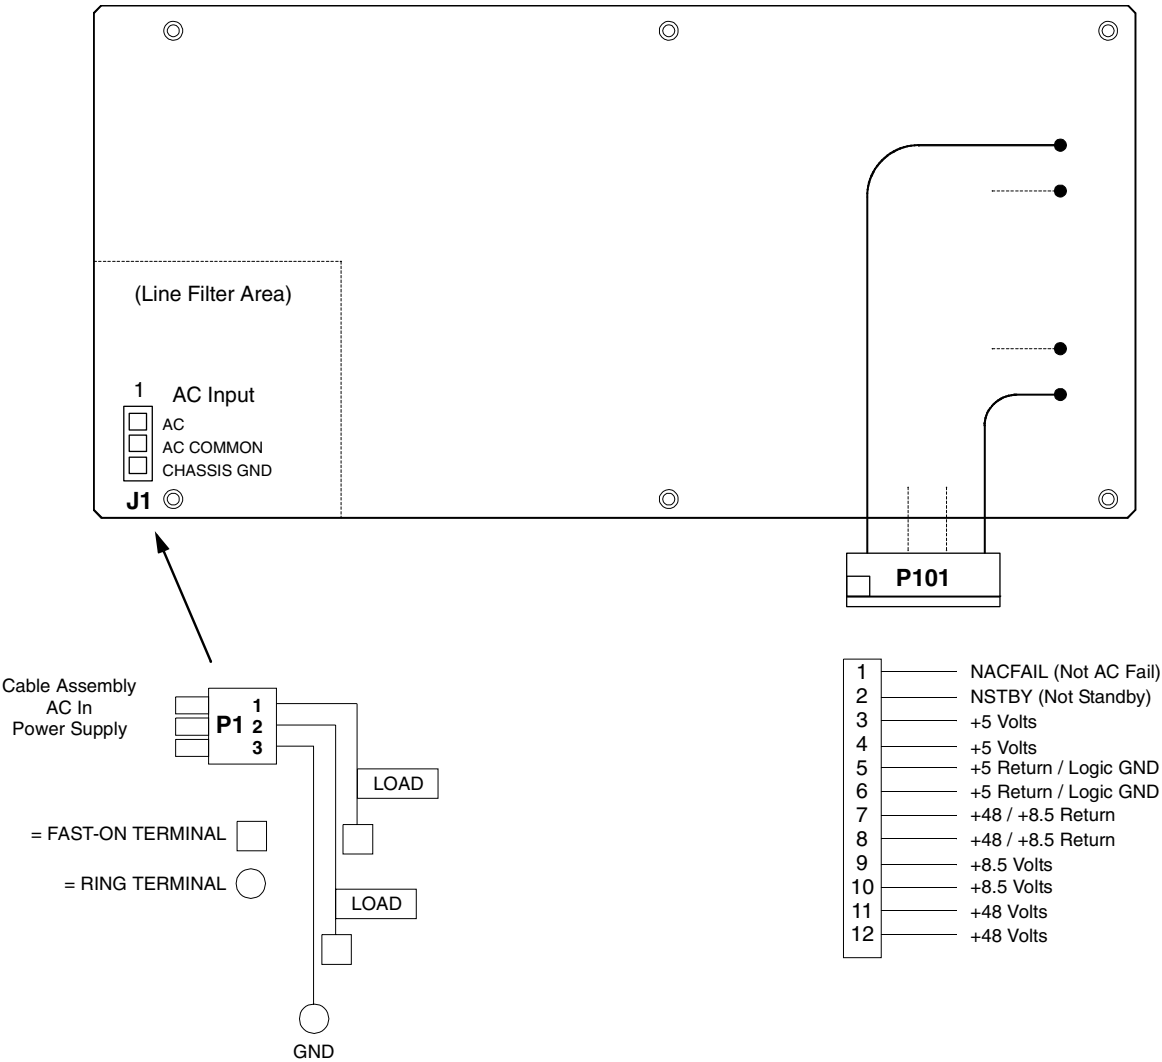 (Line Filter Area)
1 AC Input
AC
AC COMMON
CHASSIS GND
J1
P101
Cable Assembly
AC In
Power Supply
P1
1
2
3
LOAD
= FAST-ON TERMINAL
= RING TERMINAL
LOAD
GND
1 NACFAIL (Not AC Fail)
2 NSTBY (Not Standby)
3 +5 Volts
4 +5 Volts
5 +5 Return / Logic GND
6 +5 Return / Logic GND
7 +48 / +8.5 Return
8 +48 / +8.5 Return
9 +8.5 Volts
10 +8.5 Volts
11 +48 Volts
12 +48 Volts